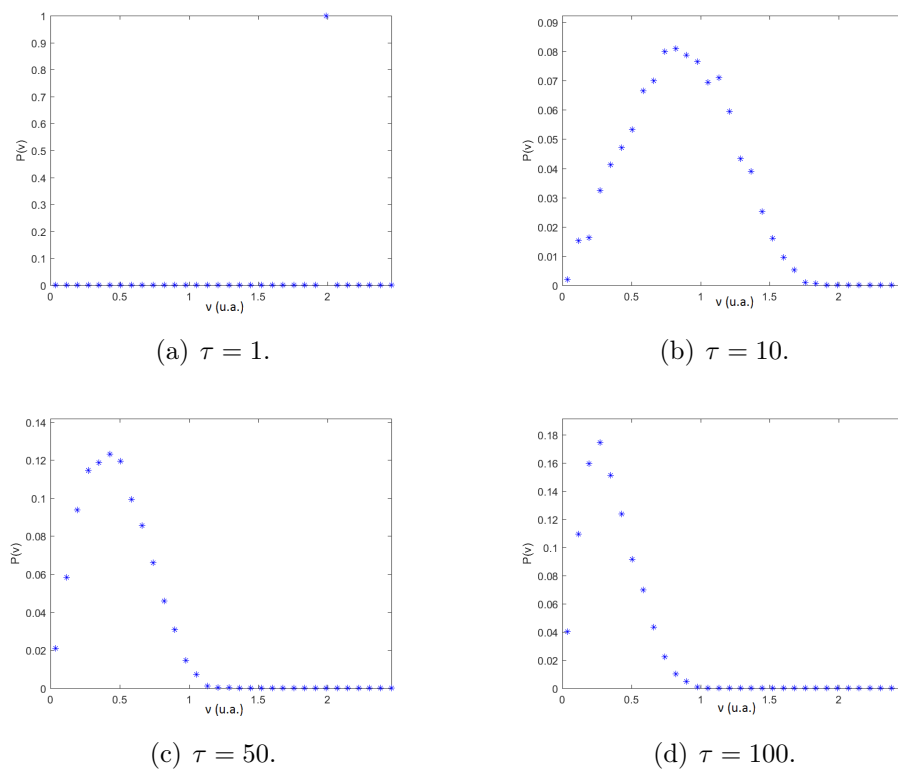 1
0.9
0.8
0.7
0.6
0.5
0.4
0.3
0.2
0.1
0
P(v)
0 0.5 1 1.5 2
v (u.a.)
(a) τ = 1.
0.09
0.08
0.07
0.06
0.05
0.04
0.03
0.02
0.01
0
P(v)
0 0.5 1 1.5 2
v (u.a.)
(b) τ = 10.
0.14
0.12
0.1
0.08
0.06
0.04
0.02
0
P(v)
0 0.5 1 1.5 2
v (u.a.)
(c) τ = 50.
0.18
0.16
0.14
0.12
0.1
0.08
0.06
0.04
0.02
0
P(v)
0 0.5 1 1.5 2
v (u.a.)
(d) τ = 100.